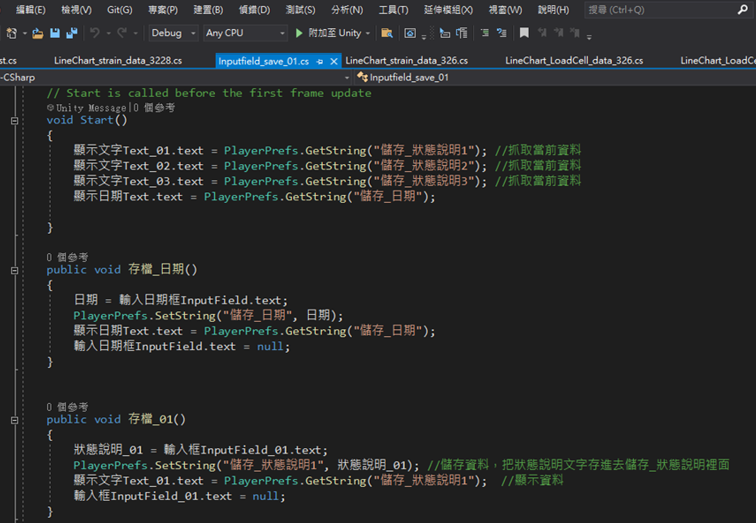 編輯(E) 檢視(V) Git(G) 專案(P) 建置(B) 偵錯(D) 測試(S) 分析(N) 工具(T) 延伸模組(X) 視窗(W) 說明(H) 搜尋 (Ctrl+Q)
Debug Any CPU 附加至 Unity
st.cs LineChart_strain_data_3228.cs Inputfield_save_01.cs LineChart_strain_data_326.cs LineChart_LoadCell_data_326.cs LineChart_LoadC
-CSharp Inputfield_save_01
// Start is called before the first frame update
Unity Message|0 個參考
void Start()
{
顯示文字Text_01.text = PlayerPrefs.GetString("儲存_狀態說明1"); //抓取當前資料
顯示文字Text_02.text = PlayerPrefs.GetString("儲存_狀態說明2"); //抓取當前資料
顯示文字Text_03.text = PlayerPrefs.GetString("儲存_狀態說明3"); //抓取當前資料
顯示日期Text.text = PlayerPrefs.GetString("儲存_日期");
}
0 個參考
public void 存檔_日期()
{
日期 = 輸入日期框InputField.text;
PlayerPrefs.SetString("儲存_日期", 日期);
顯示日期Text.text = PlayerPrefs.GetString("儲存_日期");
輸入日期框InputField.text = null;
}
0 個參考
public void 存檔_01()
{
狀態說明_01 = 輸入框InputField_01.text;
PlayerPrefs.SetString("儲存_狀態說明1", 狀態說明_01); //儲存資料，把狀態說明文字存進去儲存_狀態說明裡面
顯示文字Text_01.text = PlayerPrefs.GetString("儲存_狀態說明1"); //顯示資料
輸入框InputField_01.text = null;
}